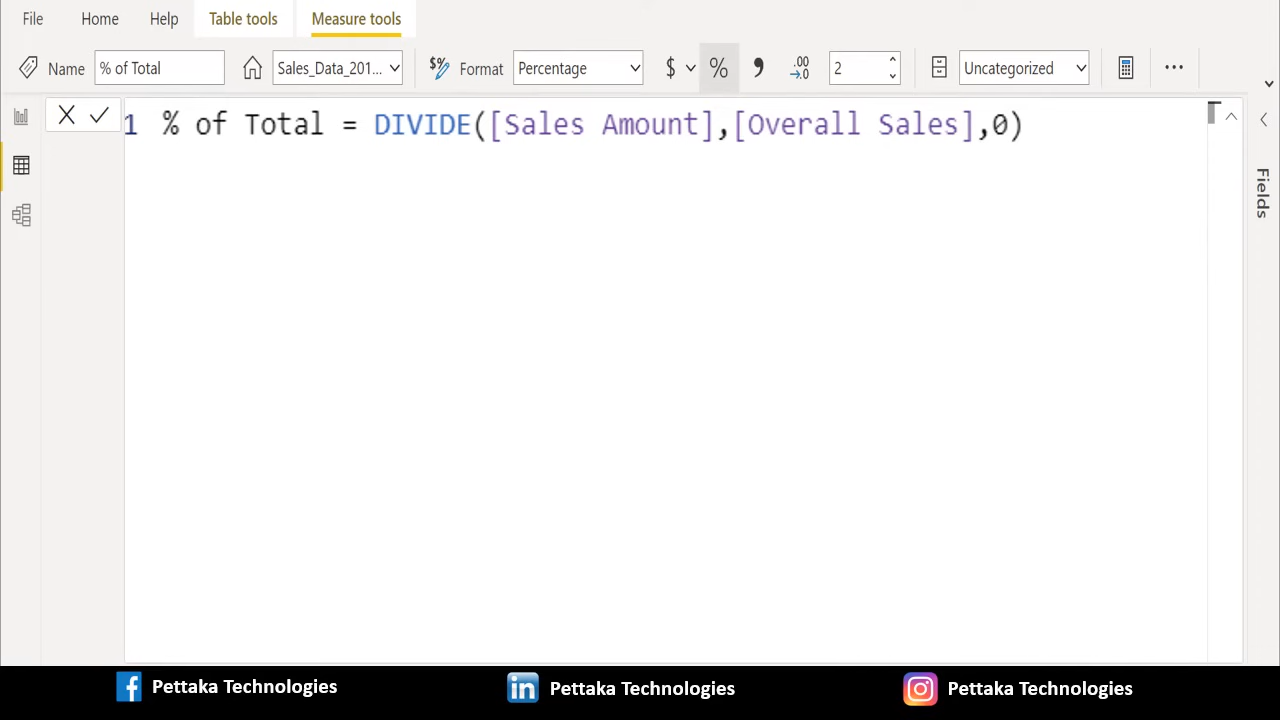 File Home Help Table tools Measure tools
Name % of Total Sales_Data_201... Format Percentage $ % , .00 2 Uncategorized ...
1 % of Total = DIVIDE([Sales Amount],[Overall Sales],0)
Fields
Pettaka Technologies Pettaka Technologies Pettaka Technologies